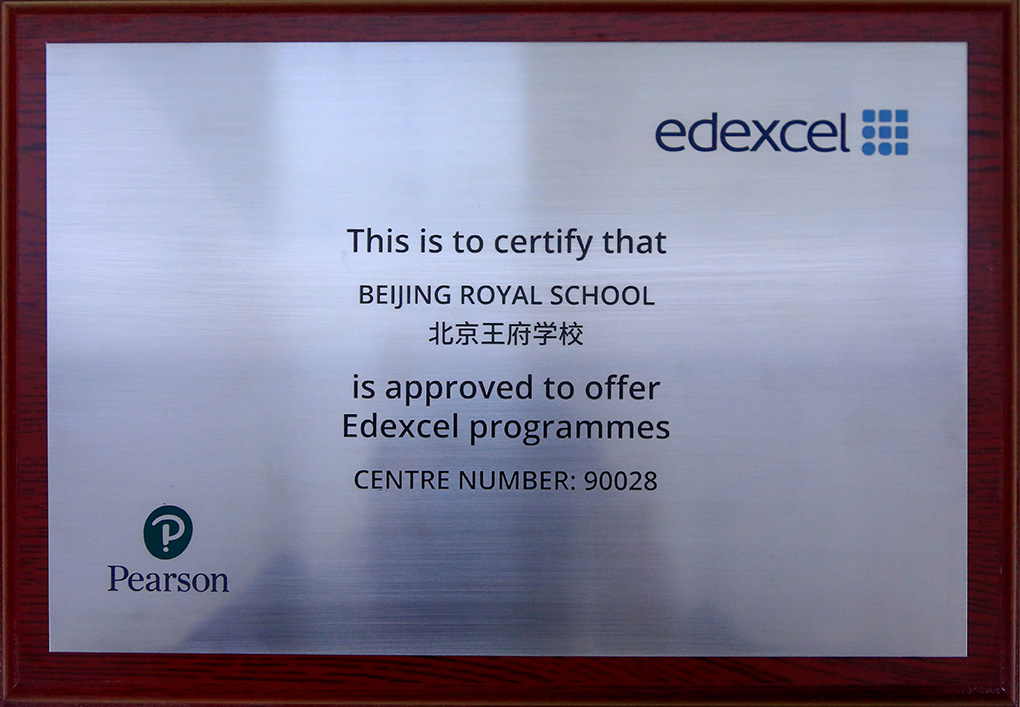 edexcel
This is to certify that
BEIJING ROYAL SCHOOL
北京王府学校
is approved to offer
Edexcel programmes
CENTRE NUMBER: 90028
Pearson